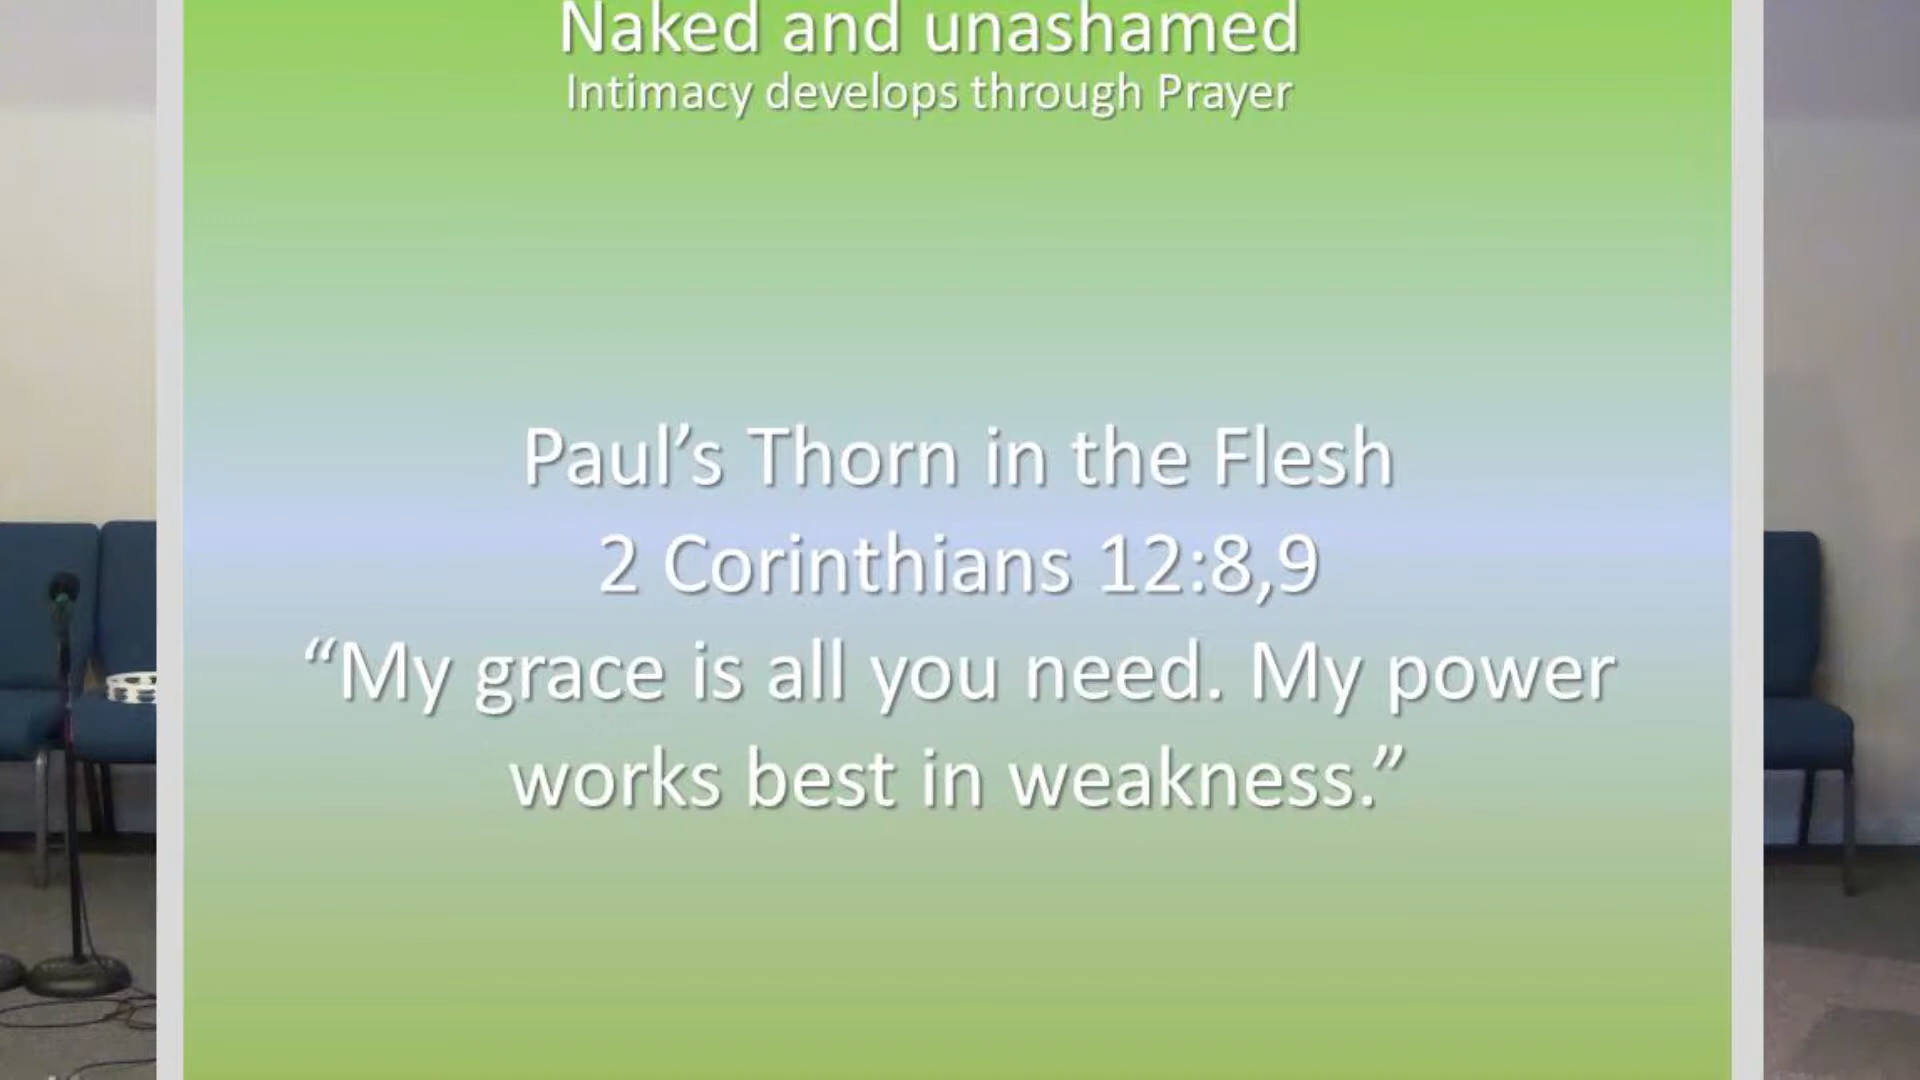 Naked and unashamed
Intimacy develops through Prayer
Paul’s Thorn in the Flesh
2 Corinthians 12:8,9
“My grace is all you need. My power
works best in weakness.”